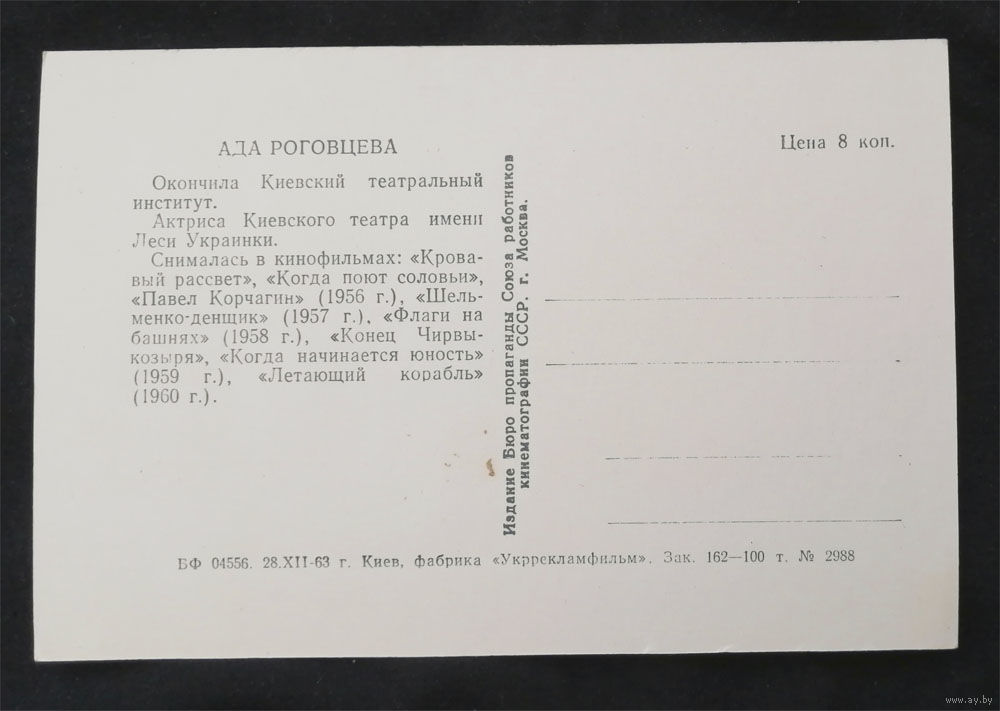 АДА РОГОВЦЕВА
Окончила Киевский театральный
институт.
Актриса Киевского театра имени
Леси Украинки.
Снималась в кинофильмах: «Крова-
вый рассвет», «Когда поют соловьи»,
«Павел Корчагин» (1956 г.), «Шель-
менко-денщик» (1957 г.), «Флаги на
башнях» (1958 г.), «Конец Чирвы-
козыря», «Когда начинается юность»
(1959 г.), «Летающий корабль»
(1960 г.).
Издание Бюро пропаганды Союза работников
кинематографии СССР. г. Москва.
Цена 8 коп.
БФ 04556. 28.XII-63 г. Киев, фабрика «Укррекламфильм». Зак. 162—100 т. № 2988
www.ay.by